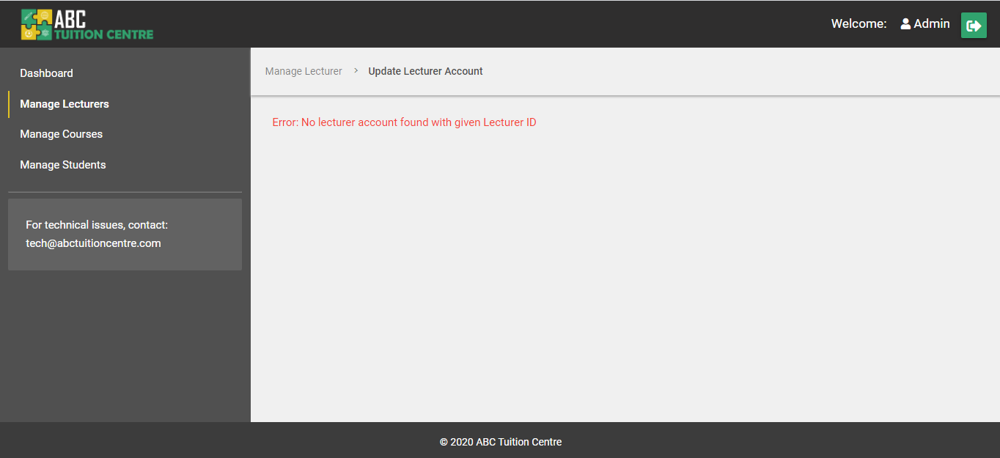 ABC
TUITION CENTRE
Welcome: Admin
Dashboard
Manage Lecturers
Manage Courses
Manage Students
For technical issues, contact:
tech@abctuitioncentre.com
Manage Lecturer > Update Lecturer Account
Error: No lecturer account found with given Lecturer ID
© 2020 ABC Tuition Centre